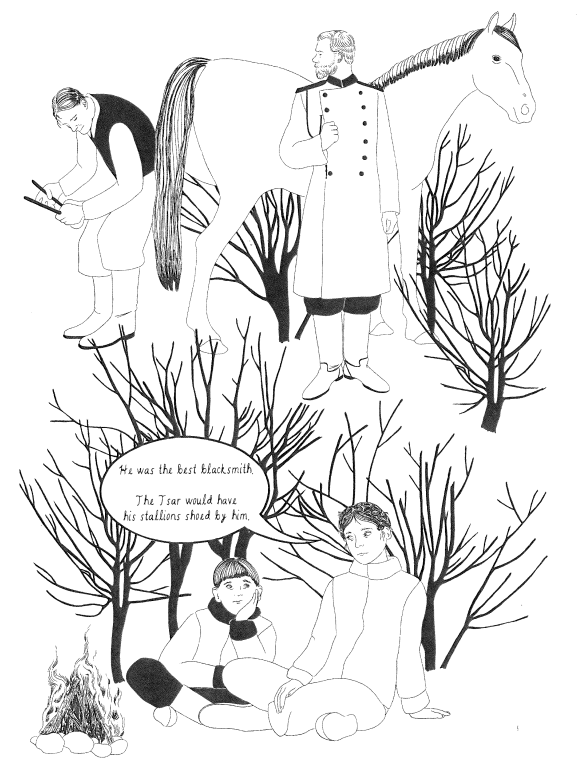 He was the best blacksmith.
The Tsar would have
his stallions shoed by him.